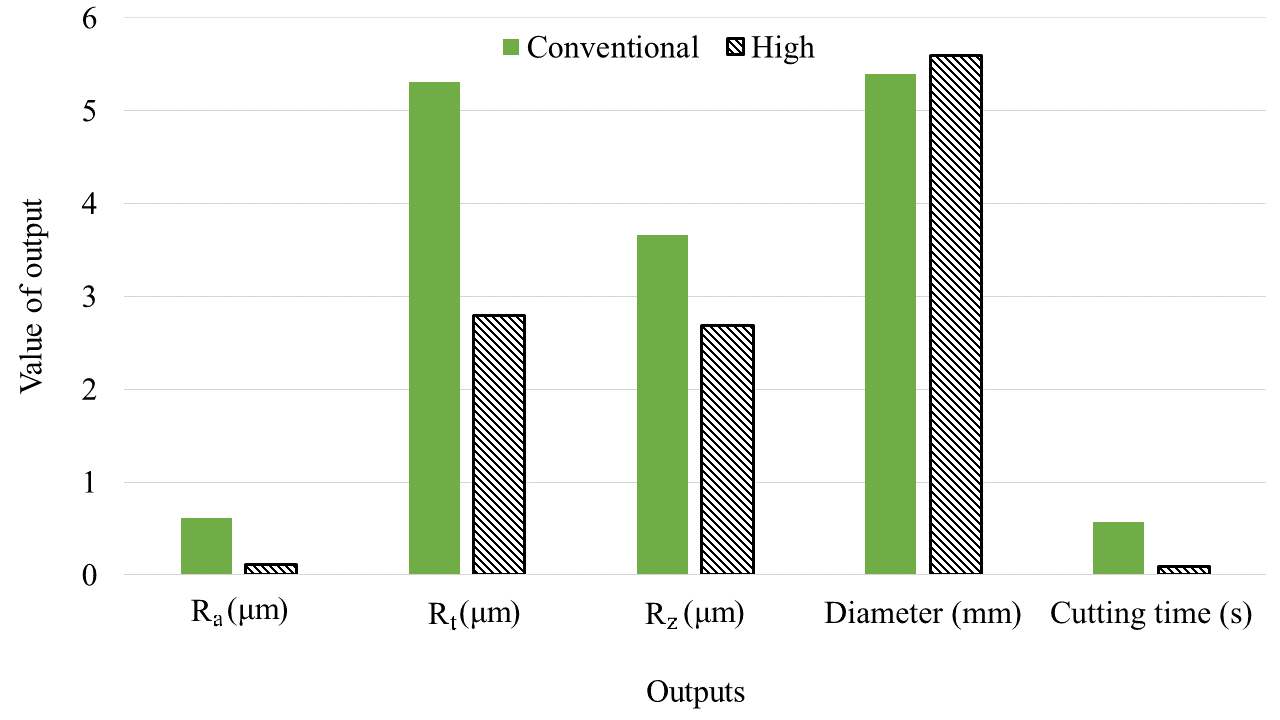 6
Conventional High
5
4
3
2
1
0
Value of output
Rₐ (μm) Rₜ(μm) R_z (μm) Diameter (mm) Cutting time (s)
Outputs